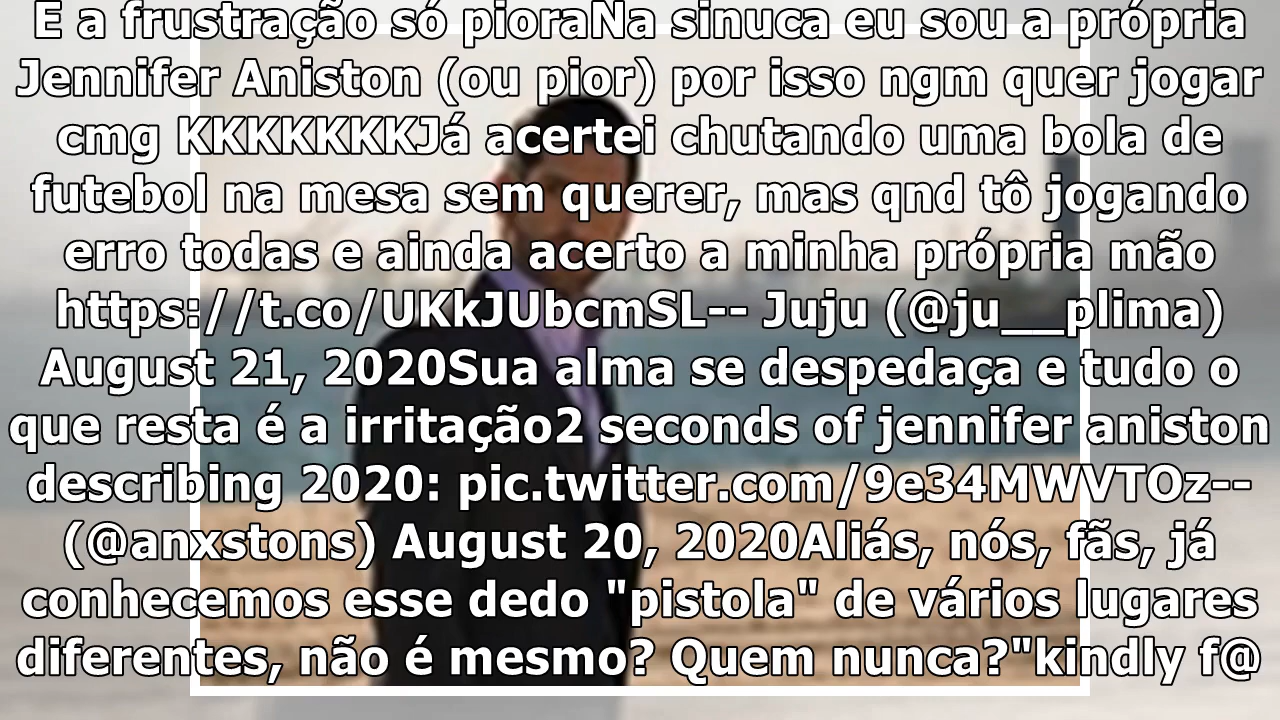 E a frustração só pioraNa sinuca eu sou a própria
Jennifer Aniston (ou pior) por isso ngm quer jogar
cmg KKKKKKKJá acertei chutando uma bola de
futebol na mesa sem querer, mas qnd tô jogando
erro todas e ainda acerto a minha própria mão
https://t.co/UKkJUbcmSL-- Juju (@ju__plima)
August 21, 2020Sua alma se despedaça e tudo o
que resta é a irritação2 seconds of jennifer aniston
describing 2020: pic.twitter.com/9e34MWVTOz--
(@anxstons) August 20, 2020Aliás, nós, fãs, já
conhecemos esse dedo "pistola" de vários lugares
diferentes, não é mesmo? Quem nunca?"kindly f@